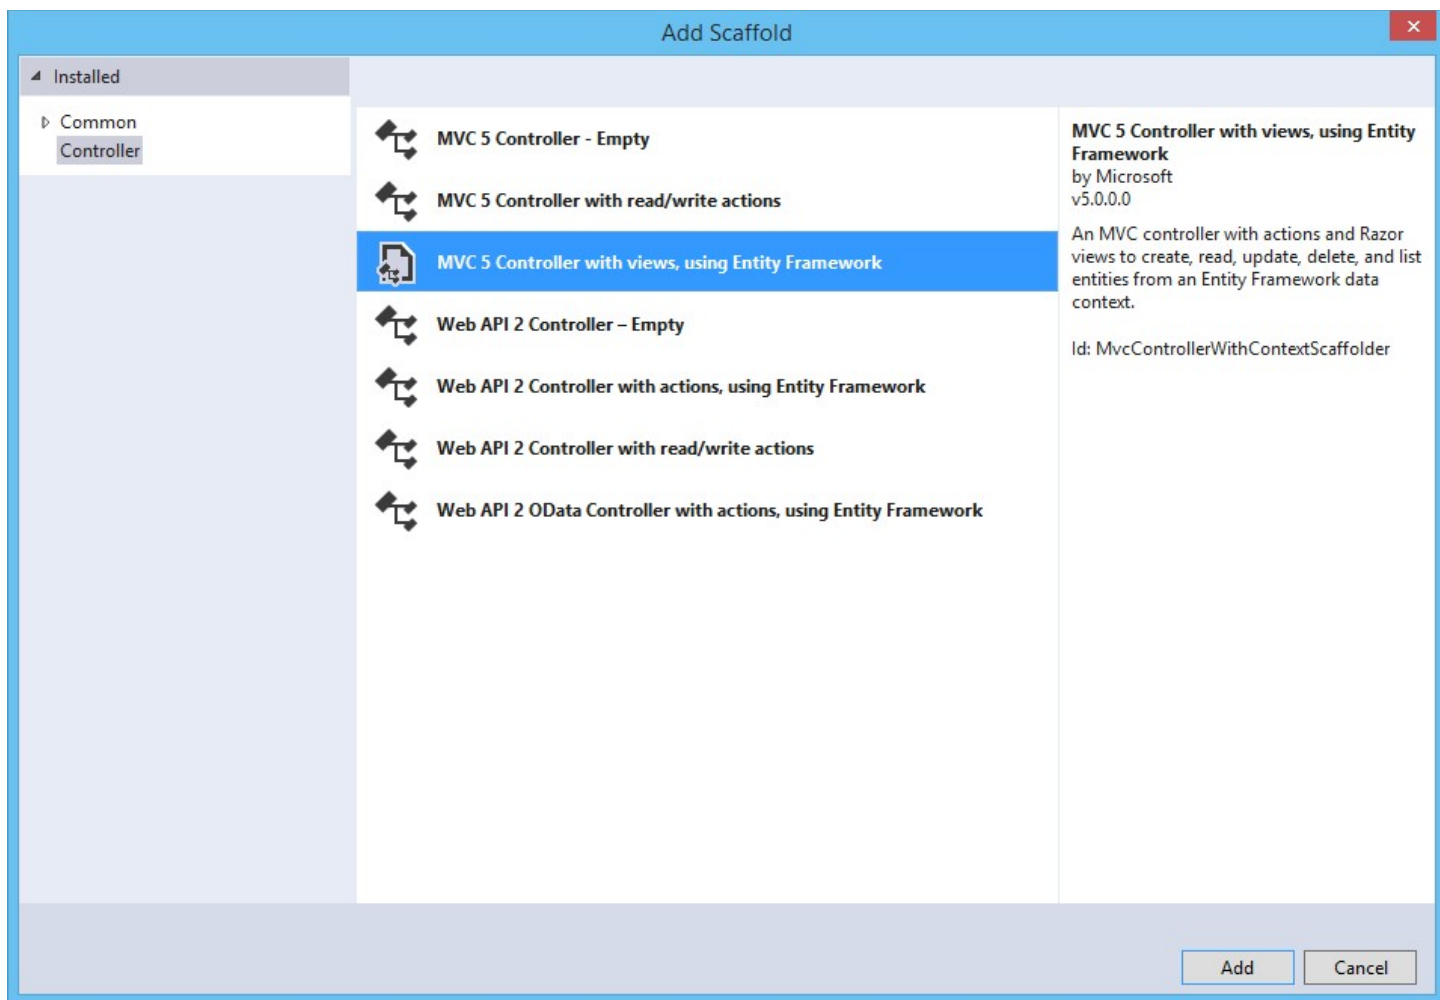 Add Scaffold
Installed
Common
Controller
MVC 5 Controller - Empty
MVC 5 Controller with read/write actions
MVC 5 Controller with views, using Entity Framework
Web API 2 Controller – Empty
Web API 2 Controller with actions, using Entity Framework
Web API 2 Controller with read/write actions
Web API 2 OData Controller with actions, using Entity Framework
MVC 5 Controller with views, using Entity
Framework
by Microsoft
v5.0.0.0
An MVC controller with actions and Razor
views to create, read, update, delete, and list
entities from an Entity Framework data
context.
Id: MvcControllerWithContextScaffolder
Add
Cancel